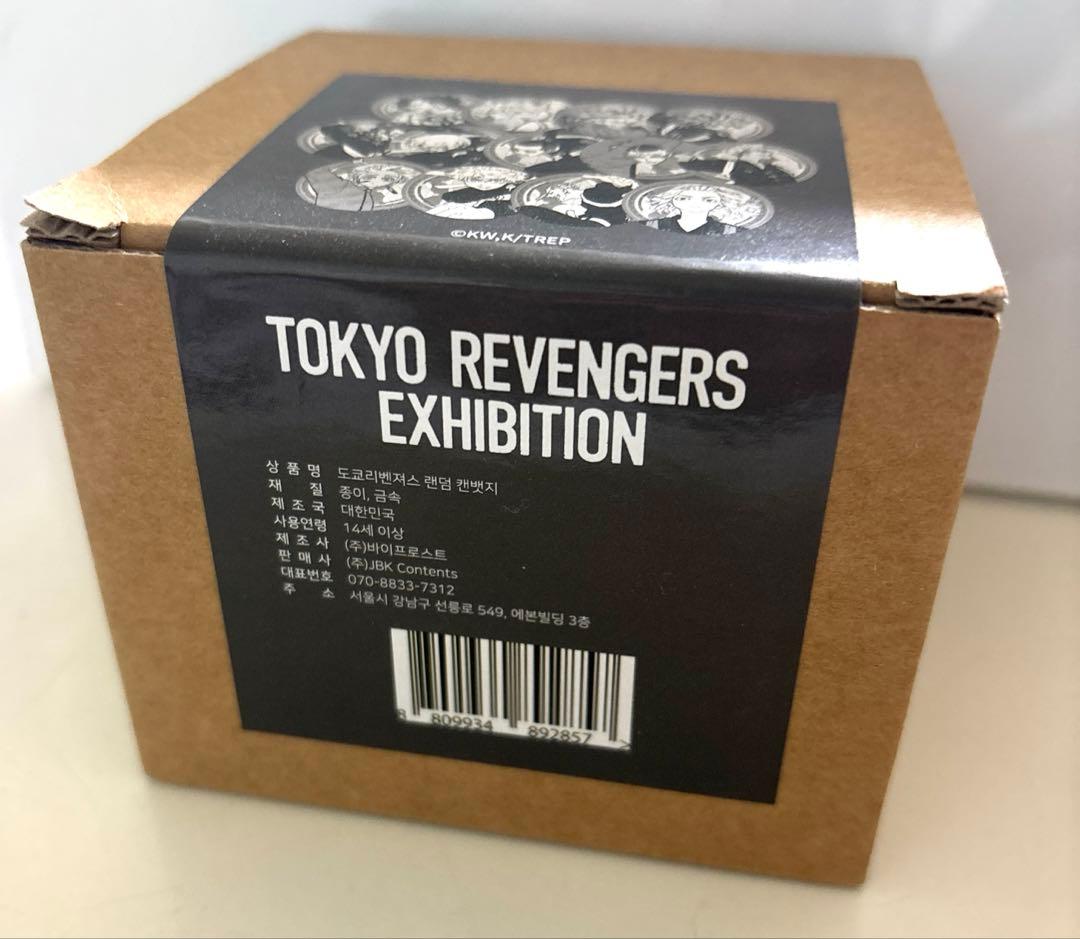 ©KW,K/TREP
TOKYO REVENGERS
EXHIBITION
상 품 명 도쿄리벤져스 랜덤 캔뱃지
재 질 종이, 금속
제 조 국 대한민국
사용연령 14세 이상
제 조 사 (주)바이프로스트
판 매 사 (주)JBK Contents
대표번호 070-8833-7312
주 소 서울시 강남구 선릉로 549, 에본빌딩 3층
8 809934 892857 >